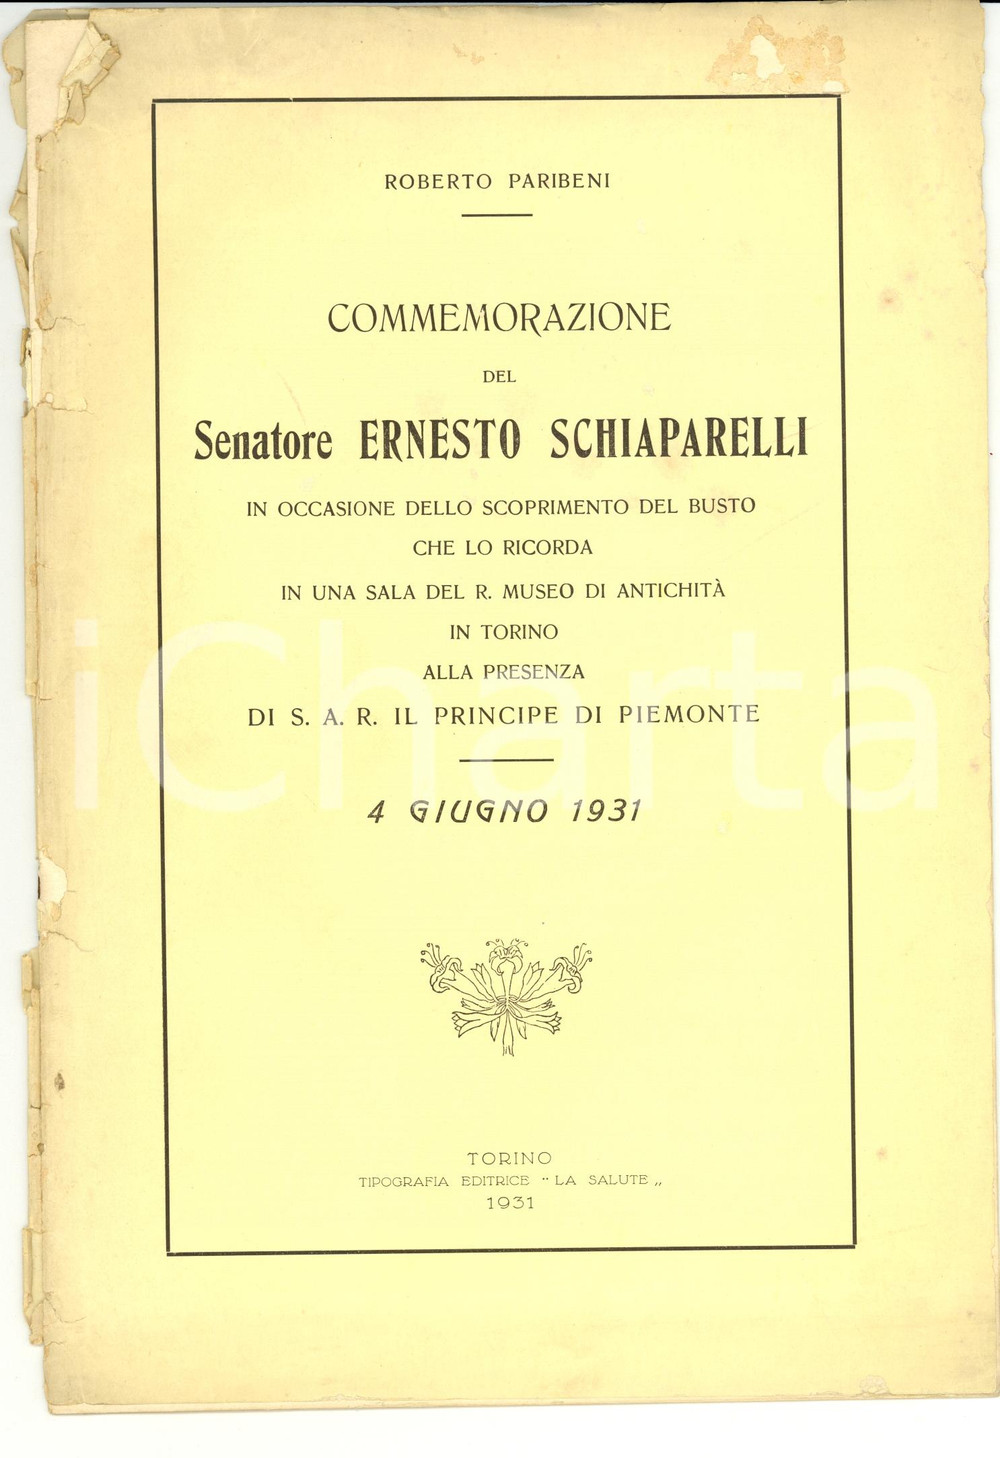 ROBERTO PARIBENI
COMMEMORAZIONE
DEL
Senatore ERNESTO SCHIAPARELLI
IN OCCASIONE DELLO SCOPRIMENTO DEL BUSTO
CHE LO RICORDA
IN UNA SALA DEL R. MUSEO DI ANTICHITÀ
IN TORINO
ALLA PRESENZA
DI S. A. R. IL PRINCIPE DI PIEMONTE
4 GIUGNO 1931
iCharta
TORINO
TIPOGRAFIA EDITRICE “ LA SALUTE „
1931